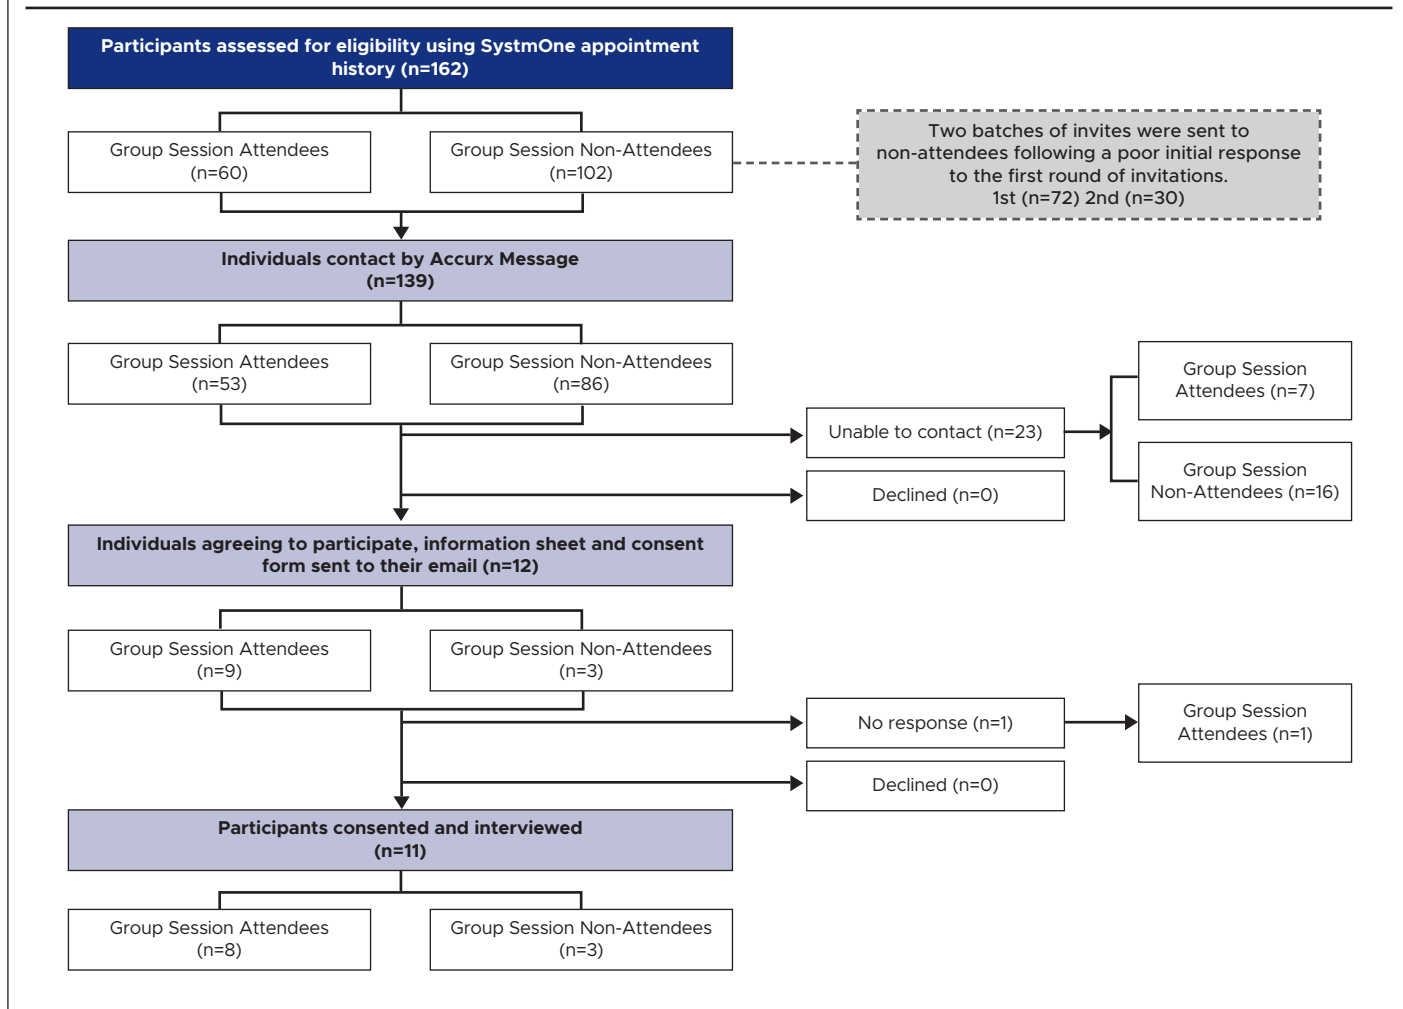 Participants assessed for eligibility using SystmOne appointment
history (n=162)
Group Session Attendees
(n=60)
Group Session Non-Attendees
(n=102)
Two batches of invites were sent to
non-attendees following a poor initial response
to the first round of invitations.
1st (n=72) 2nd (n=30)
Individuals contact by Accurx Message
(n=139)
Group Session Attendees
(n=53)
Group Session Non-Attendees
(n=86)
Unable to contact (n=23)
Group Session
Attendees (n=7)
Group Session
Non-Attendees (n=16)
Declined (n=0)
Individuals agreeing to participate, information sheet and consent
form sent to their email (n=12)
Group Session Attendees
(n=9)
Group Session Non-Attendees
(n=3)
No response (n=1)
Group Session
Attendees (n=1)
Declined (n=0)
Participants consented and interviewed
(n=11)
Group Session Attendees
(n=8)
Group Session Non-Attendees
(n=3)